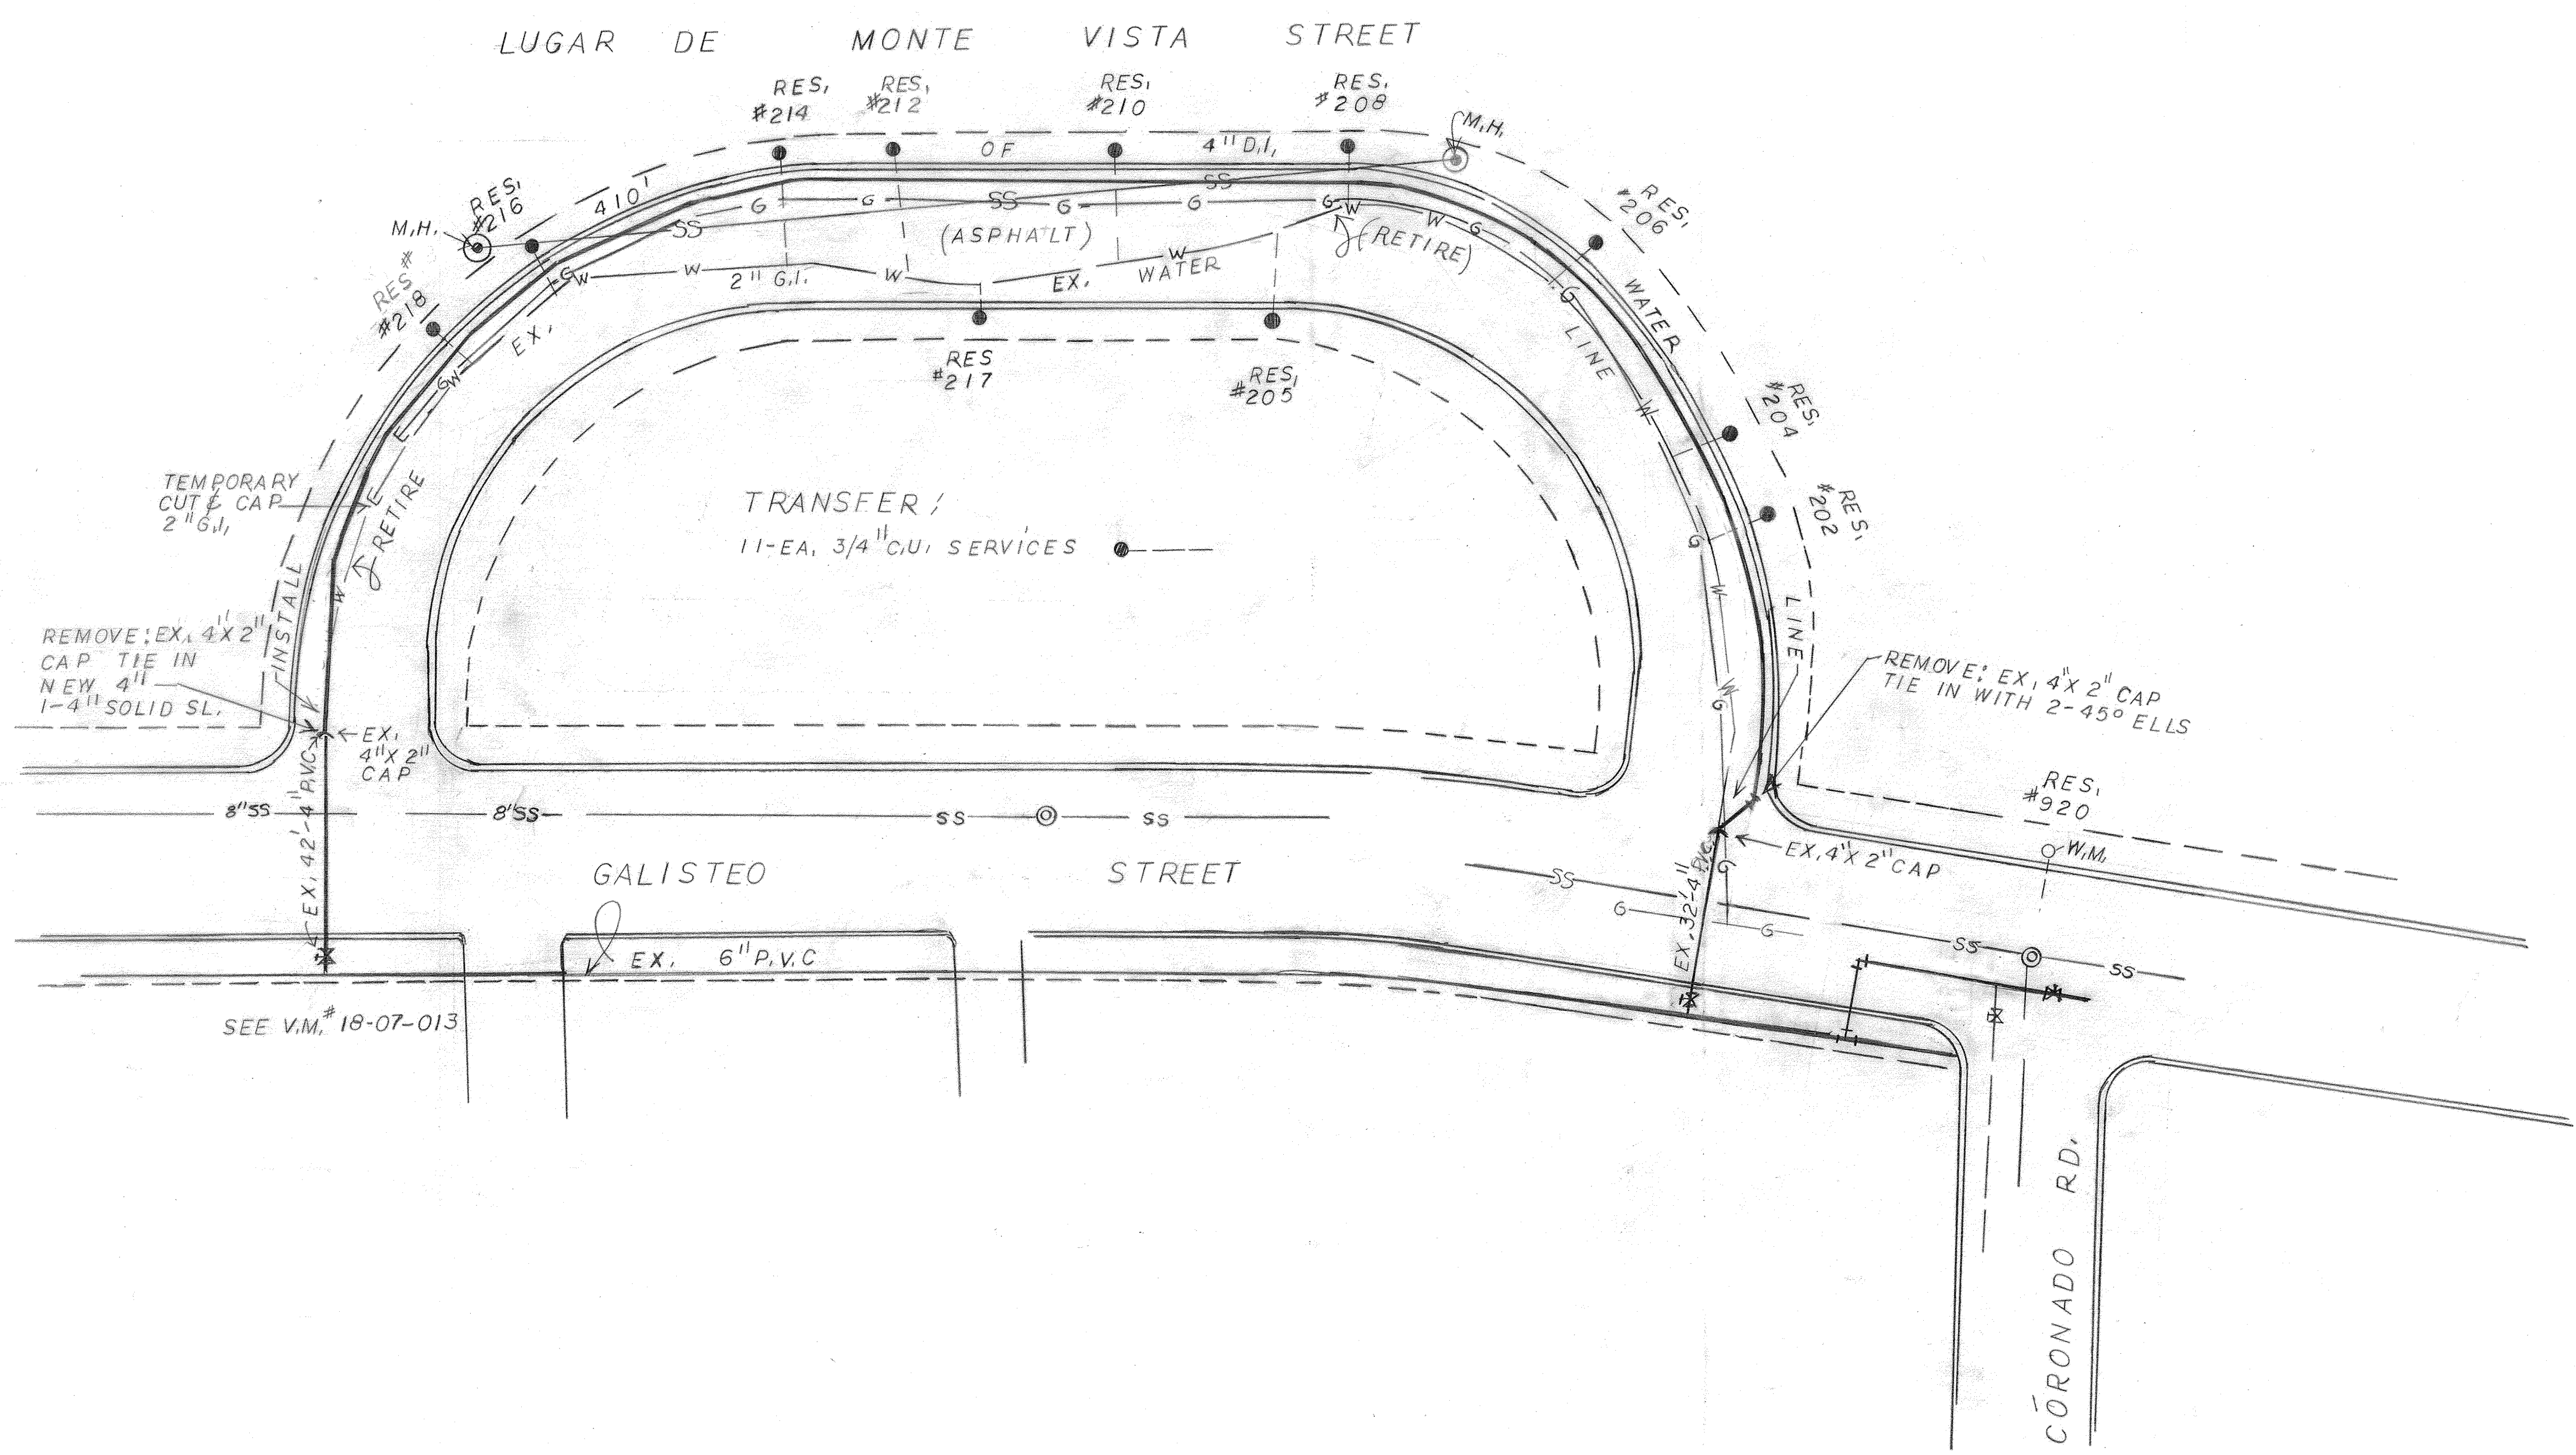 LUGAR DE MONTE VISTA STREET
RES, #214
RES, #212
RES, #210
RES, #208
M.H.
OF
4" D.I,
410'
RES, #216
M.H.
RES # #218
RES, #206
SS
SS
SS
G
G
G
G
G
W
W
G
(ASPHALT)
(RETIRE)
GW
W
2" G.I.
W
EX.
WATER
W
G
WATER
LINE
EX,
GW
RES #217
RES, #205
W
RES, #204
RES, #202
TEMPORARY
CUT & CAP
2" G,I,
RETIRE
TRANSFER:
11-EA, 3/4" C,U, SERVICES
G
W
W
INSTALL
LINE
REMOVE: EX, 4" X 2"
CAP TIE IN
NEW 4"
1-4" SOLID SL,
W
G
REMOVE: EX, 4" X 2" CAP
TIE IN WITH 2-45° ELLS
EX,
4" X 2"
CAP
RES,
#920
8"SS
8"SS
SS
SS
EX, 42'-4" P.V.C.
EX, 4" X 2" CAP
W.M,
GALISTEO STREET
SS
G
G
G
EX, 32'-4" P.V.C.
SS
SS
EX. 6" P.V.C
SEE V.M.# 18-07-013
CORONADO RD.